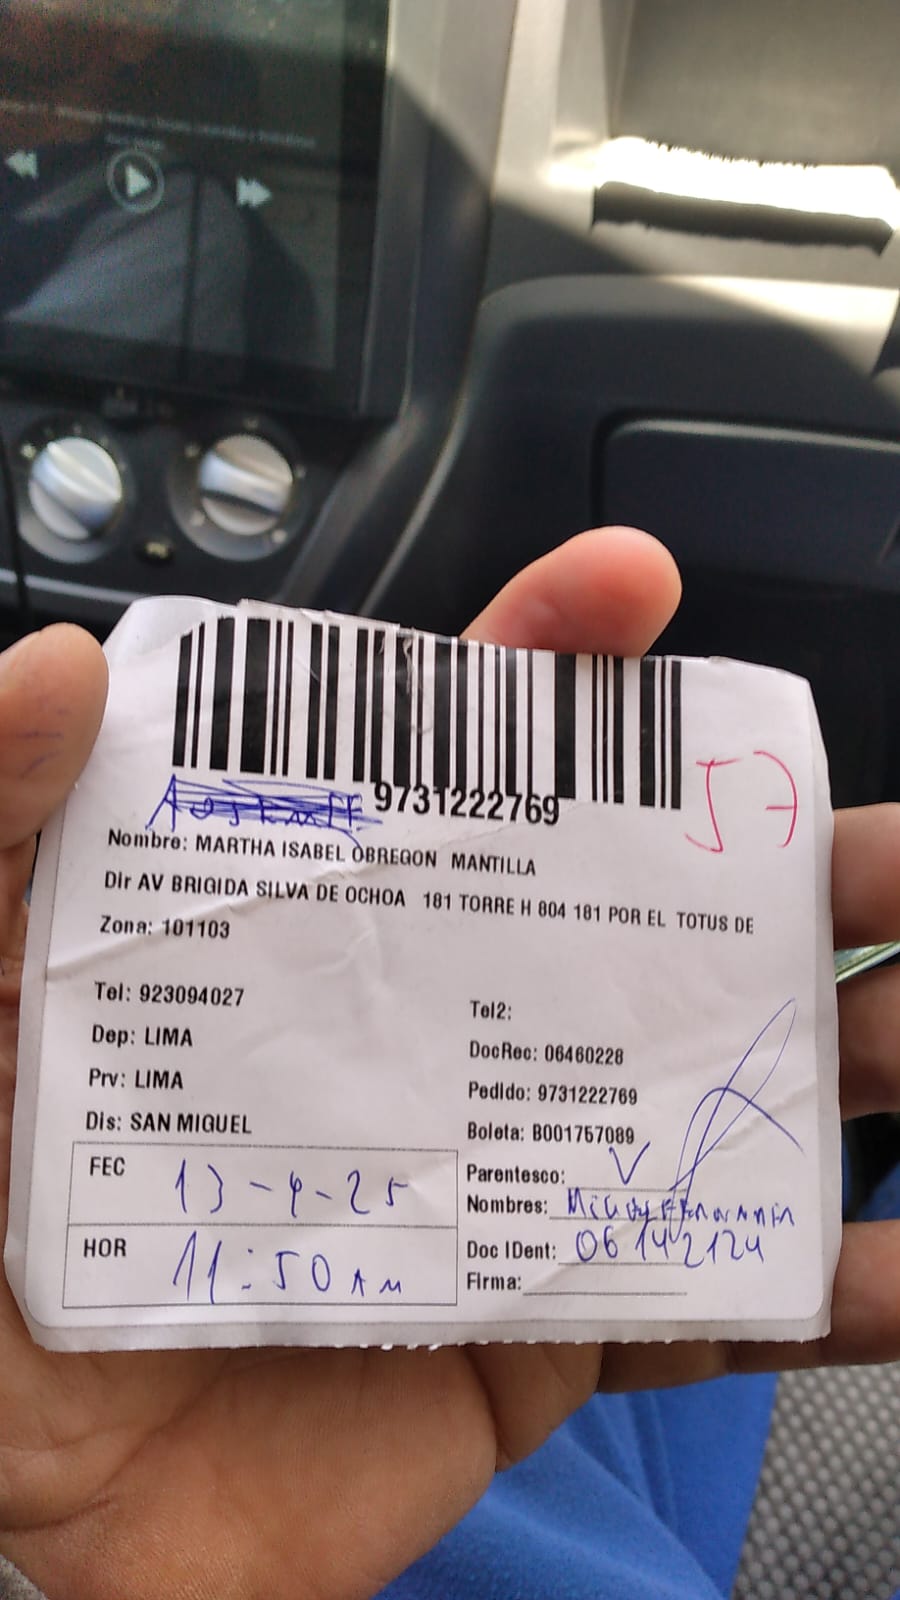 9731222769
57
Nombre: MARTHA ISABEL OBREGON MANTILLA
Dir AV BRIGIDA SILVA DE OCHOA 181 TORRE H 804 181 POR EL TOTUS DE
Zona: 101103
Tel: 923094027
Dep: LIMA
Prv: LIMA
Dis: SAN MIGUEL
FEC 13-4-25
HOR 11:50 AM
Tel2:
DocRec: 06460228
Pedido: 9731222769
Boleta: B001757089
Parentesco:
Nombres:
Doc IDent: 06142124
Firma: